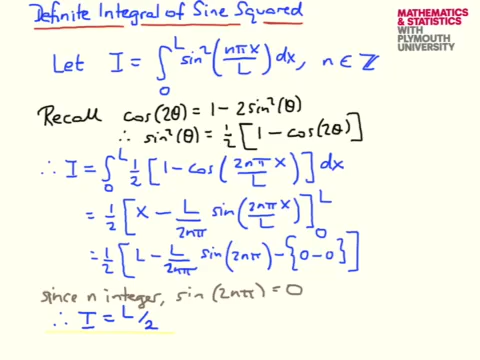 Definite Integral of Sine Squared
MATHEMATICS
& STATISTICS
WITH
PLYMOUTH
UNIVERSITY
Let I = ∫₀ᴸ sin²(nπx/L) dx, n ∈ ℤ
Recall cos(2θ) = 1 - 2sin²(θ)
∴ sin²(θ) = ½[1 - cos(2θ)]
∴ I = ∫₀ᴸ ½[1 - cos(2nπx/L)] dx
= ½[x - L/2nπ sin(2nπx/L)]₀ᴸ
= ½[L - L/2nπ sin(2nπ) - {0-0}]
since n integer, sin(2nπ) = 0
∴ I = L/2